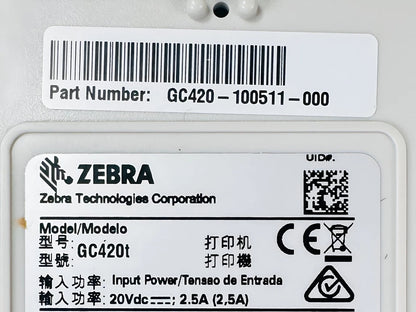 Part Number: GC420-100511-000
UID#:
ZEBRA
Zebra Technologies Corporation
Model/Modelo
型号: GC420t 打印机
型號: 打印機
輸入功率: Input Power/Tensao de Entrada
輸入功率: 20Vdc⎓; 2.5A (2,5A)